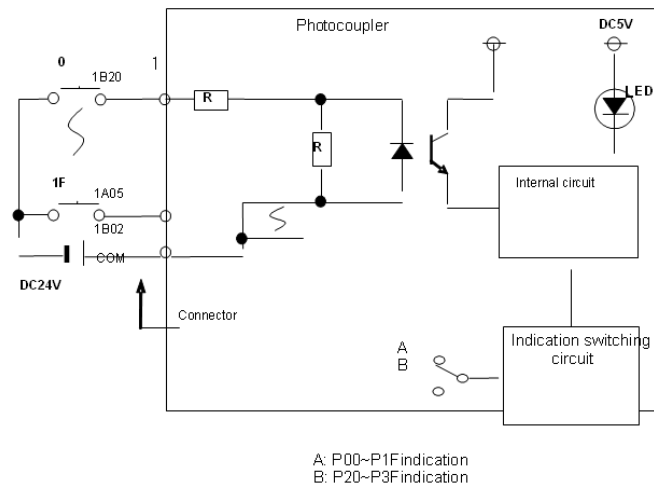 Photocoupler
DC5V
0
1
1B20
R
LED
R
Internal circuit
1F
1A05
1B02
COM
DC24V
Connector
Indication switching
circuit
A
B
A: P00~P1Findication
B: P20~P3Findication